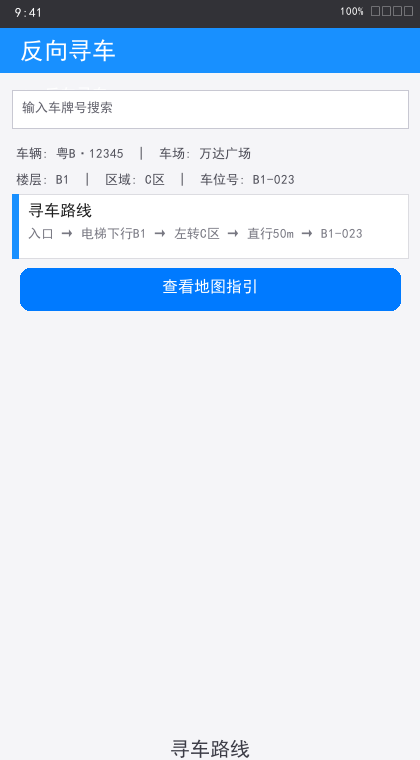 9:41 100% □□□□
反向寻车
输入车牌号搜索
车辆: 粤B·12345 | 车场: 万达广场
楼层: B1 | 区域: C区 | 车位号: B1-023
寻车路线
入口 → 电梯下行B1 → 左转C区 → 直行50m → B1-023
查看地图指引
寻车路线